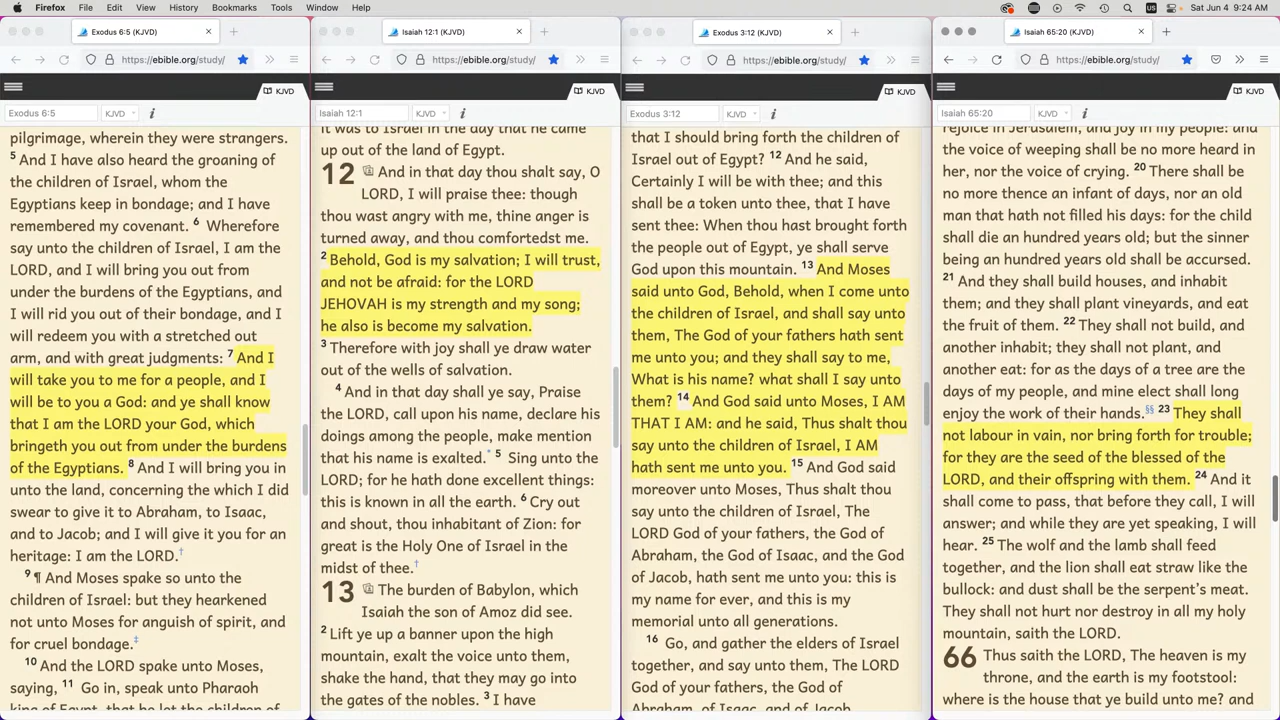 Firefox File Edit View History Bookmarks Tools Window Help
US
Sat Jun 4 9:24 AM
Exodus 6:5 (KJVD)
https://ebible.org/study/
KJVD
Exodus 6:5 KJVD i
pilgrimage, wherein they were strangers.
5 And I have also heard the groaning of
the children of Israel, whom the
Egyptians keep in bondage; and I have
remembered my covenant. 6 Wherefore
say unto the children of Israel, I am the
LORD, and I will bring you out from
under the burdens of the Egyptians, and
I will rid you out of their bondage, and I
will redeem you with a stretched out
arm, and with great judgments: 7 And I
will take you to me for a people, and I
will be to you a God: and ye shall know
that I am the LORD your God, which
bringeth you out from under the burdens
of the Egyptians. 8 And I will bring you in
unto the land, concerning the which I did
swear to give it to Abraham, to Isaac,
and to Jacob; and I will give it you for an
heritage: I am the LORD.†
9 ¶ And Moses spake so unto the
children of Israel: but they hearkened
not unto Moses for anguish of spirit, and
for cruel bondage.‡
10 And the LORD spake unto Moses,
saying, 11 Go in, speak unto Pharaoh
king of Egypt, that he let the children of
Isaiah 12:1 (KJVD)
https://ebible.org/study/
KJVD
Isaiah 12:1 KJVD i
it was to Israel in the day that he came
up out of the land of Egypt.
12 And in that day thou shalt say, O
LORD, I will praise thee: though
thou wast angry with me, thine anger is
turned away, and thou comfortedst me.
2 Behold, God is my salvation; I will trust,
and not be afraid: for the LORD
JEHOVAH is my strength and my song;
he also is become my salvation.
3 Therefore with joy shall ye draw water
out of the wells of salvation.
4 And in that day shall ye say, Praise
the LORD, call upon his name, declare his
doings among the people, make mention
that his name is exalted.* 5 Sing unto the
LORD; for he hath done excellent things:
this is known in all the earth. 6 Cry out
and shout, thou inhabitant of Zion: for
great is the Holy One of Israel in the
midst of thee.†
13 The burden of Babylon, which
Isaiah the son of Amoz did see.
2 Lift ye up a banner upon the high
mountain, exalt the voice unto them,
shake the hand, that they may go into
the gates of the nobles. 3 I have
Exodus 3:12 (KJVD)
https://ebible.org/study/
KJVD
Exodus 3:12 KJVD i
that I should bring forth the children of
Israel out of Egypt? 12 And he said,
Certainly I will be with thee; and this
shall be a token unto thee, that I have
sent thee: When thou hast brought forth
the people out of Egypt, ye shall serve
God upon this mountain. 13 And Moses
said unto God, Behold, when I come unto
the children of Israel, and shall say unto
them, The God of your fathers hath sent
me unto you; and they shall say to me,
What is his name? what shall I say unto
them? 14 And God said unto Moses, I AM
THAT I AM: and he said, Thus shalt thou
say unto the children of Israel, I AM
hath sent me unto you. 15 And God said
moreover unto Moses, Thus shalt thou
say unto the children of Israel, The
LORD God of your fathers, the God of
Abraham, the God of Isaac, and the God
of Jacob, hath sent me unto you: this is
my name for ever, and this is my
memorial unto all generations.
16 Go, and gather the elders of Israel
together, and say unto them, The LORD
God of your fathers, the God of
Abraham, of Isaac, and of Jacob
Isaiah 65:20 (KJVD)
https://ebible.org/study/
KJVD
Isaiah 65:20 KJVD i
rejoice in Jerusalem, and joy in my people: and
the voice of weeping shall be no more heard in
her, nor the voice of crying. 20 There shall be
no more thence an infant of days, nor an old
man that hath not filled his days: for the child
shall die an hundred years old; but the sinner
being an hundred years old shall be accursed.
21 And they shall build houses, and inhabit
them; and they shall plant vineyards, and eat
the fruit of them. 22 They shall not build, and
another inhabit; they shall not plant, and
another eat: for as the days of a tree are the
days of my people, and mine elect shall long
enjoy the work of their hands.§§ 23 They shall
not labour in vain, nor bring forth for trouble;
for they are the seed of the blessed of the
LORD, and their offspring with them. 24 And it
shall come to pass, that before they call, I will
answer; and while they are yet speaking, I will
hear. 25 The wolf and the lamb shall feed
together, and the lion shall eat straw like the
bullock: and dust shall be the serpent's meat.
They shall not hurt nor destroy in all my holy
mountain, saith the LORD.
66 Thus saith the LORD, The heaven is my
throne, and the earth is my footstool:
where is the house that ye build unto me? and